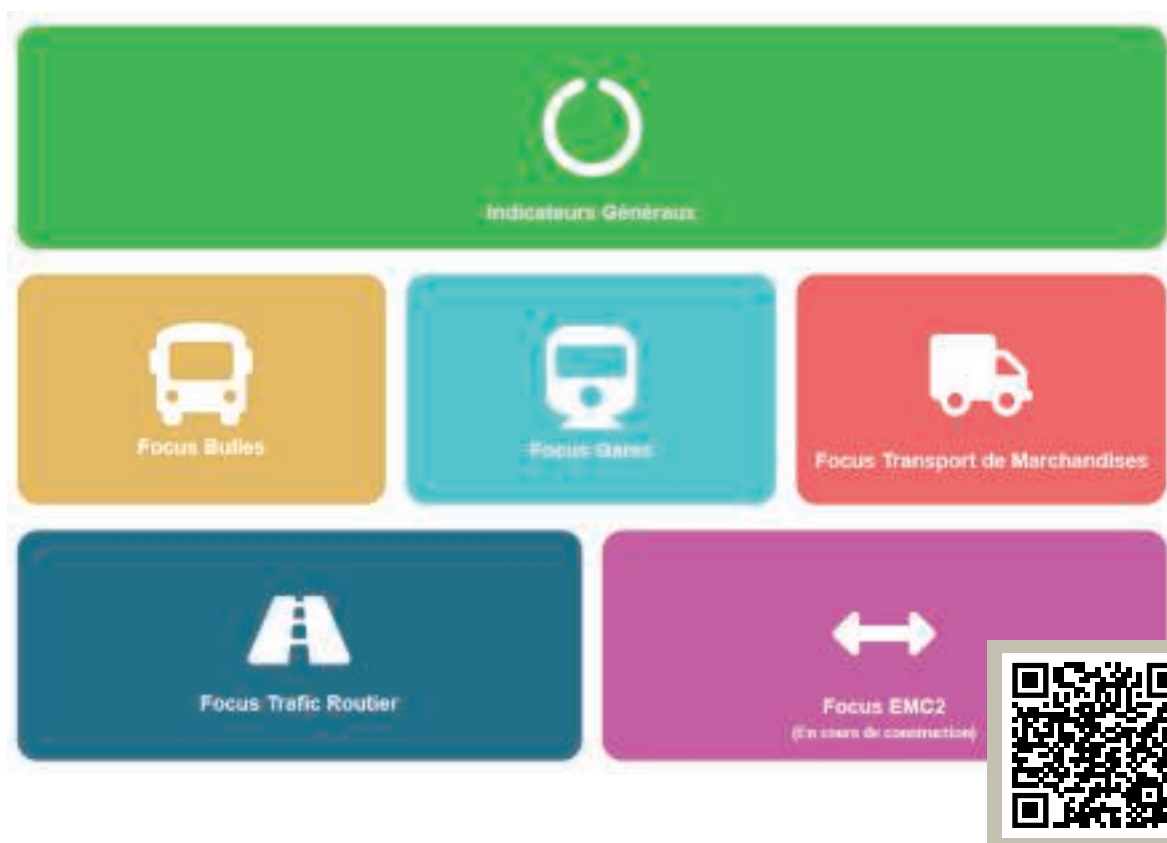 Indicateurs Généraux
Focus Bulles
Focus Gares
Focus Transport de Marchandises
Focus Trafic Routier
Focus EMC2
(En cours de construction)